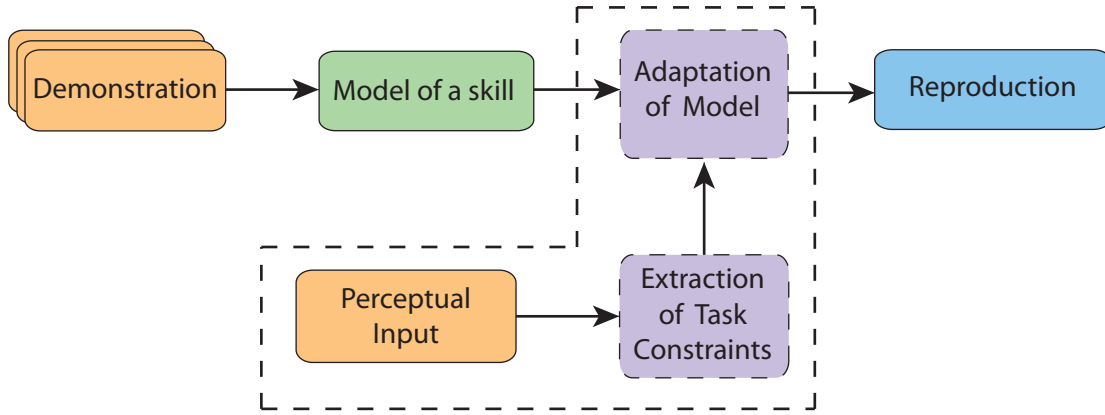 Demonstration
Model of a skill
Adaptation
of Model
Reproduction
Perceptual
Input
Extraction
of Task
Constraints